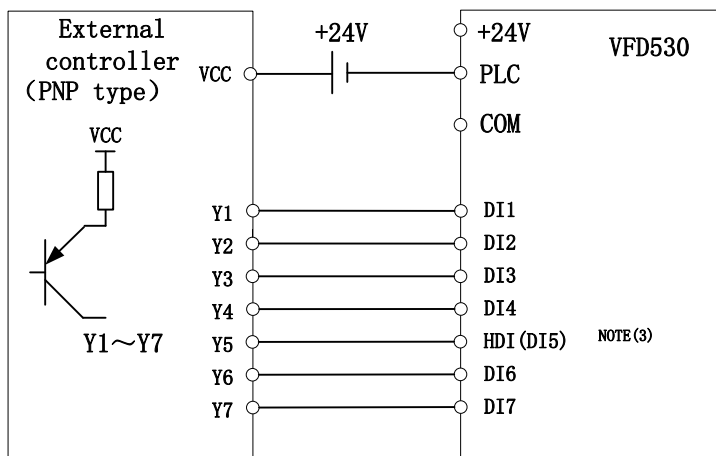 External
controller
(PNP type)
VCC
+24V
+24V
VFD530
VCC
PLC
COM
Y1
DI1
Y2
DI2
Y3
DI3
Y4
DI4
Y1～Y7
Y5
HDI(DI5)
NOTE(3)
Y6
DI6
Y7
DI7